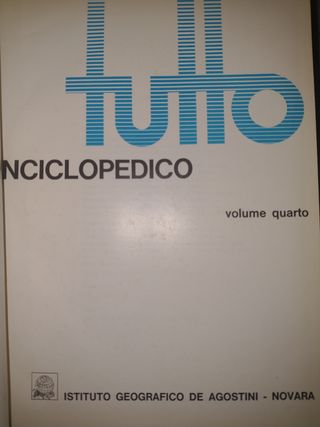 tutto
NCICLOPEDICO
volume quarto
ISTITUTO GEOGRAFICO DE AGOSTINI - NOVARA